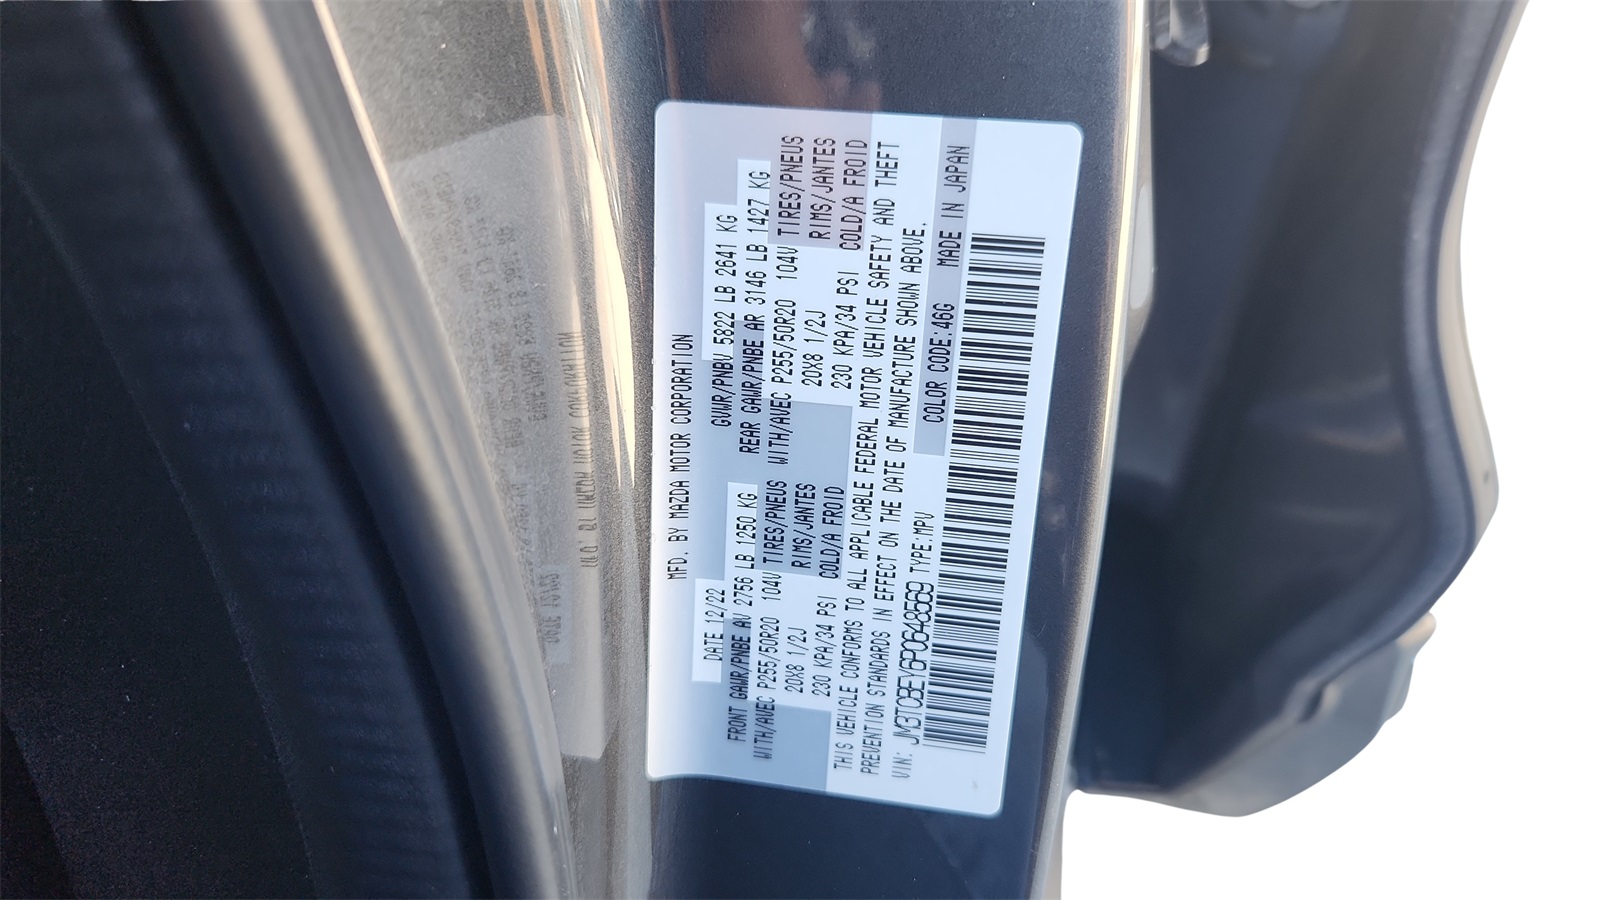 MFD. BY MAZDA MOTOR CORPORATION
DATE 12/22 GVWR/PNBV 5822 LB 2641 KG
FRONT GAWR/PNBE AV 2756 LB 1250 KG REAR GAWR/PNBE AR 3146 LB 1427 KG
WITH/AVEC P255/50R20 104V TIRES/PNEUS WITH/AVEC P255/50R20 104V TIRES/PNEUS
20X8 1/2J RIMS/JANTES 20X8 1/2J RIMS/JANTES
230 KPA/34 PSI COLD/A FROID 230 KPA/34 PSI COLD/A FROID
THIS VEHICLE CONFORMS TO ALL APPLICABLE FEDERAL MOTOR VEHICLE SAFETY AND THEFT
PREVENTION STANDARDS IN EFFECT ON THE DATE OF MANUFACTURE SHOWN ABOVE.
VIN: JM3TCBEY6P0648569 TYPE:MPV COLOR CODE:46G MADE IN JAPAN